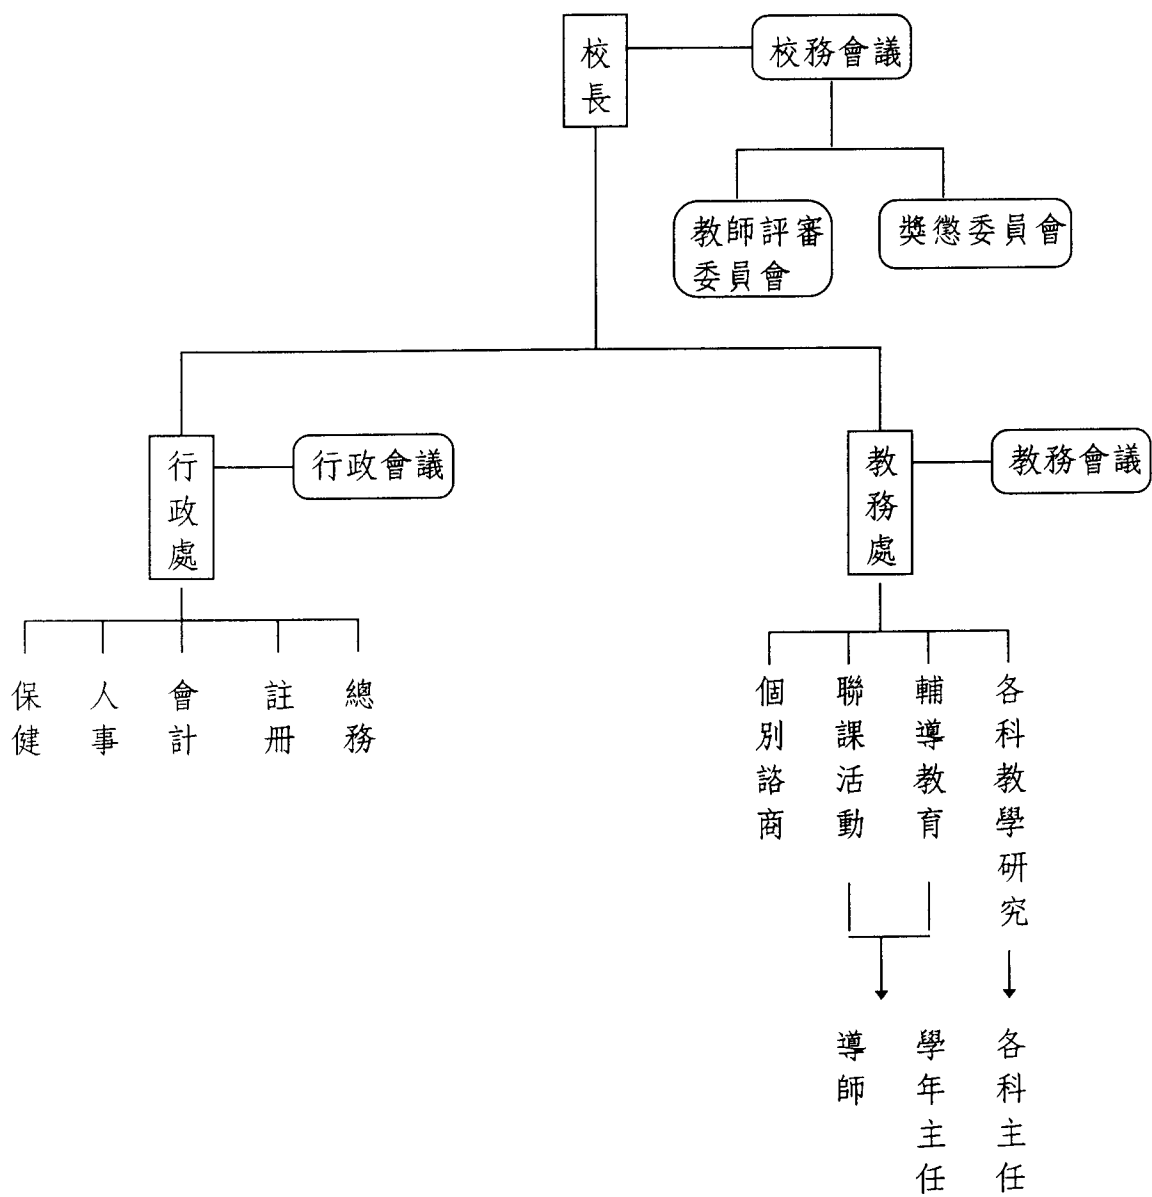 校長
校務會議
教師評審
委員會
獎懲委員會
行政處
行政會議
教務處
教務會議
保健
人事
會計
註冊
總務
個別諮商
聯課活動
輔導教育
各科教學研究
導師
學年主任
各科主任